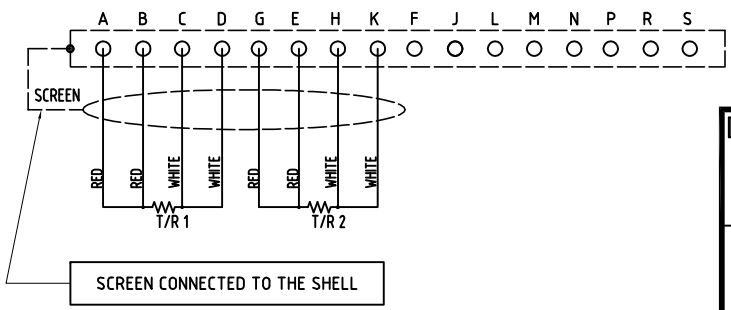 A B C D G E H K F J L M N P R S
SCREEN
RED RED WHITE WHITE RED RED WHITE WHITE
T/R 1 T/R 2
SCREEN CONNECTED TO THE SHELL